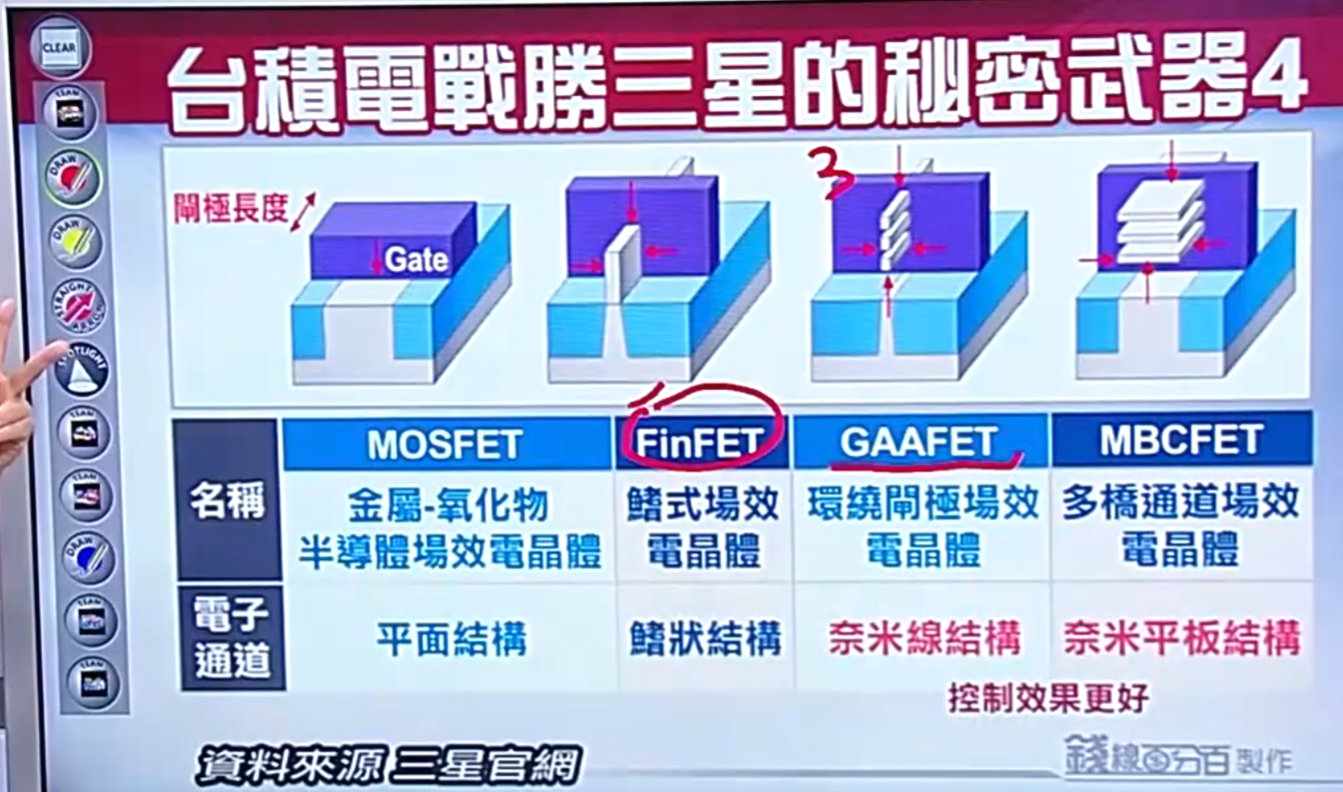 台積電戰勝三星的秘密武器4
CLEAR
TEAM
DRAW
DRAW
STRAIGHT ARROW
SPOTLIGHT
TEAM
TEAM
DRAW
TEAM
TEAM
閘極長度
Gate
3
MOSFET FinFET GAAFET MBCFET
名稱
金屬-氧化物 鰭式場效 環繞閘極場效 多橋通道場效
半導體場效電晶體 電晶體 電晶體 電晶體
電子
通道
平面結構 鰭狀結構 奈米線結構 奈米平板結構
控制效果更好
資料來源 三星官網
錢線百分百 製作